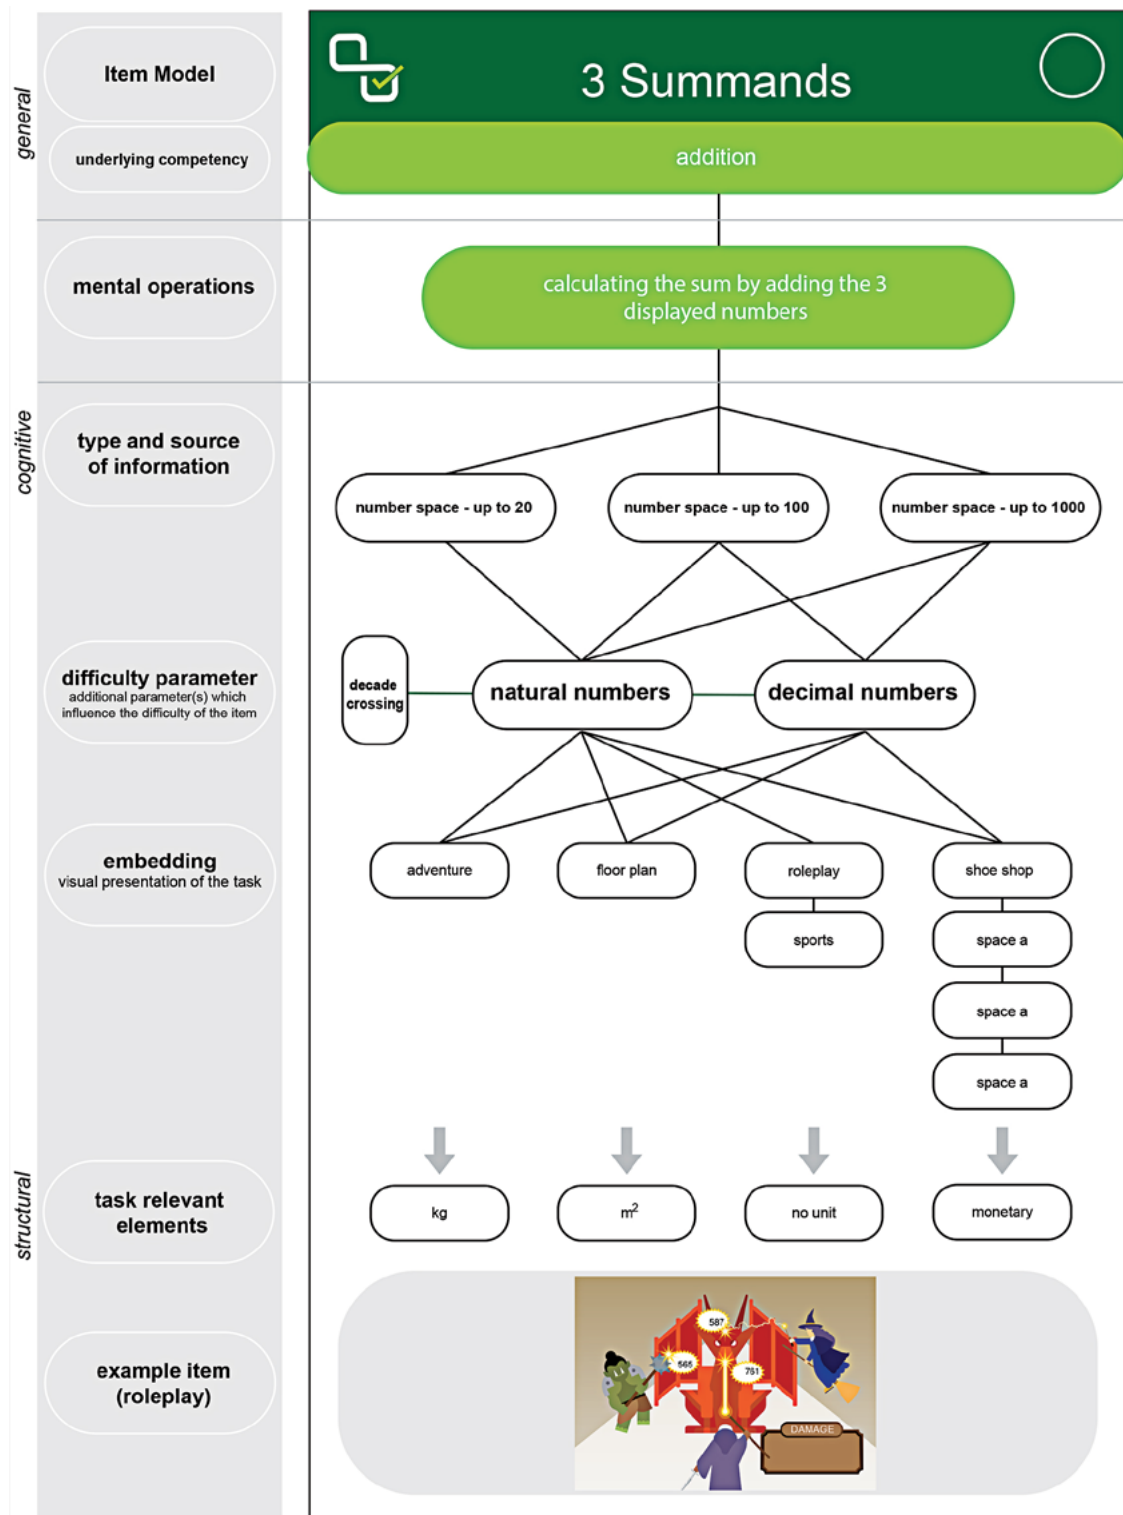 general
Item Model
3 Summands
underlying competency
addition
cognitive
mental operations
calculating the sum by adding the 3
displayed numbers
type and source
of information
number space - up to 20
number space - up to 100
number space - up to 1000
difficulty parameter
additional parameter(s) which
influence the difficulty of the item
decade
crossing
natural numbers
decimal numbers
embedding
visual presentation of the task
adventure
floor plan
roleplay
shoe shop
sports
space a
space a
space a
structural
task relevant
elements
kg
m²
no unit
monetary
example item
(roleplay)
587
565
751
DAMAGE